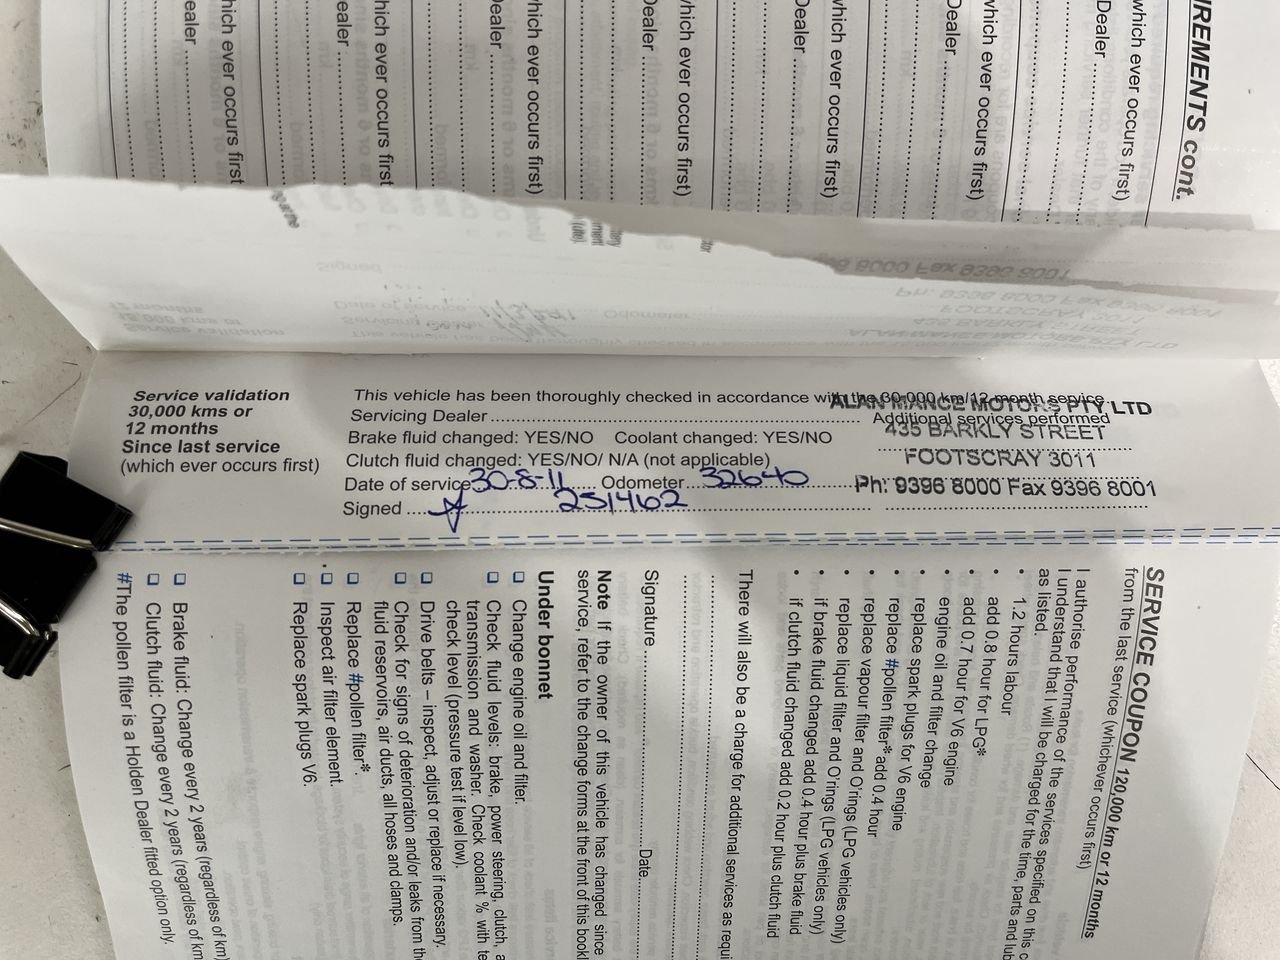 IREMENTS cont.
which ever occurs first)
Dealer
which ever occurs first)
Dealer
which ever occurs first)
Dealer
which ever occurs first)
Dealer
which ever occurs first)
Dealer
which ever occurs first)
ealer
hich ever occurs first)
ealer
Service validation
30,000 kms or
12 months
Since last service
(which ever occurs first)
This vehicle has been thoroughly checked in accordance with the 30,000 km/12 month service.
Servicing Dealer
Additional services performed
Brake fluid changed: YES/NO Coolant changed: YES/NO
Clutch fluid changed: YES/NO/ N/A (not applicable)
Date of service 30-8-11 Odometer 32640
Signed 251462
ALAN MANCE MOTORS PTY LTD
435 BARKLY STREET
FOOTSCRAY 3011
Ph: 9396 8000 Fax 9396 8001
SERVICE COUPON 120,000 km or 12 months
from the last service (whichever occurs first)
I authorise performance of the services specified on this c
I understand that I will be charged for the time, parts and lub
as listed.
• 1.2 hours labour
• add 0.8 hour for LPG*
• add 0.7 hour for V6 engine
• engine oil and filter change
• replace spark plugs for V6 engine
• replace #pollen filter* add 0.4 hour
• replace vapour filter and O'rings (LPG vehicles only)
• replace liquid filter and O'rings (LPG vehicles only)
• if brake fluid changed add 0.4 hour plus brake fluid
• if clutch fluid changed add 0.2 hour plus clutch fluid
There will also be a charge for additional services as requi
Signature Date
Note If the owner of this vehicle has changed since
service, refer to the change forms at the front of this bookl
Under bonnet
Change engine oil and filter.
Check fluid levels: brake, power steering, clutch, a
transmission and washer. Check coolant % with te
check level (pressure test if level low).
Drive belts – inspect, adjust or replace if necessary.
Check for signs of deterioration and/or leaks from th
fluid reservoirs, air ducts, all hoses and clamps.
Replace #pollen filter*.
Inspect air filter element.
Replace spark plugs V6.
Brake fluid: Change every 2 years (regardless of km)
Clutch fluid: Change every 2 years (regardless of km
#The pollen filter is a Holden Dealer fitted option only.